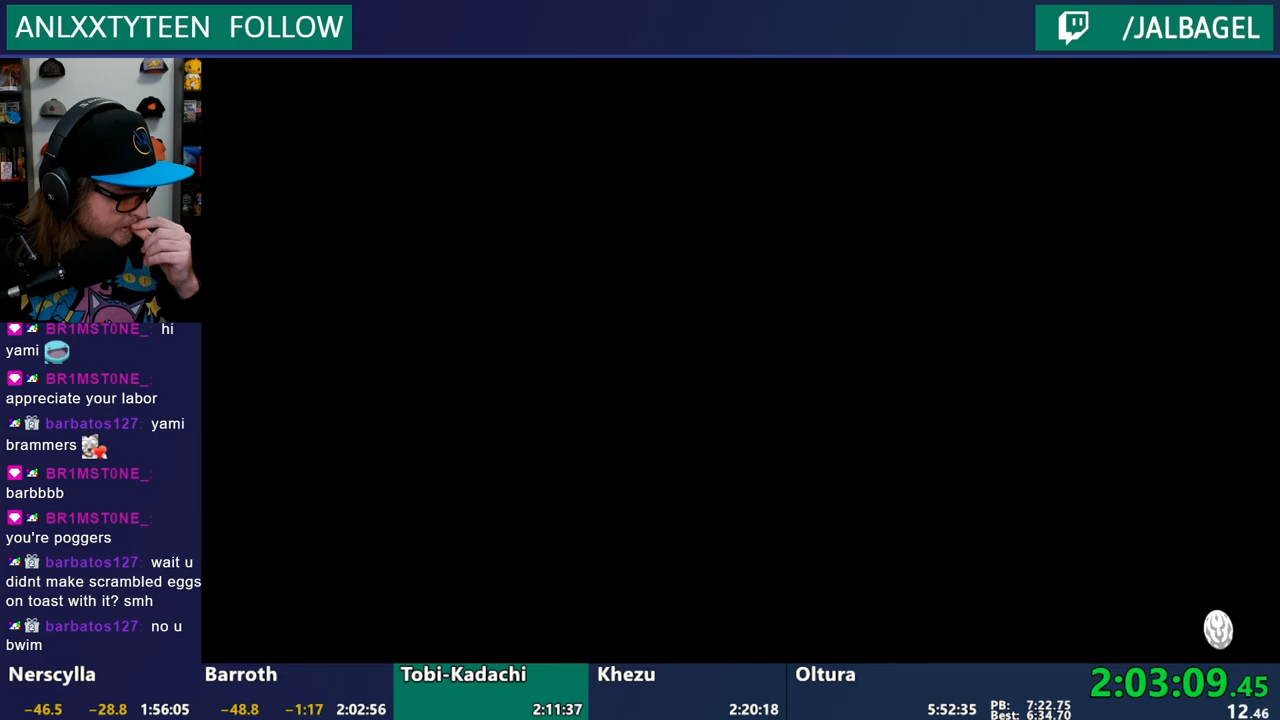 ANLXXTYTEEN FOLLOW
/JALBAGEL
BR1MST0NE_: hi
yami
BR1MST0NE_:
appreciate your labor
barbatos127: yami
brammers
BR1MST0NE_:
barbbbb
BR1MST0NE_:
you're poggers
barbatos127: wait u
didnt make scrambled eggs
on toast with it? smh
barbatos127: no u
bwim
Nerscylla
−46.5 −28.8 1:56:05
Barroth
−48.8 −1:17 2:02:56
Tobi-Kadachi
2:11:37
Khezu
2:20:18
Oltura
5:52:35
2:03:09.45
PB: 7:22.75
Best: 6:34.70
12.46